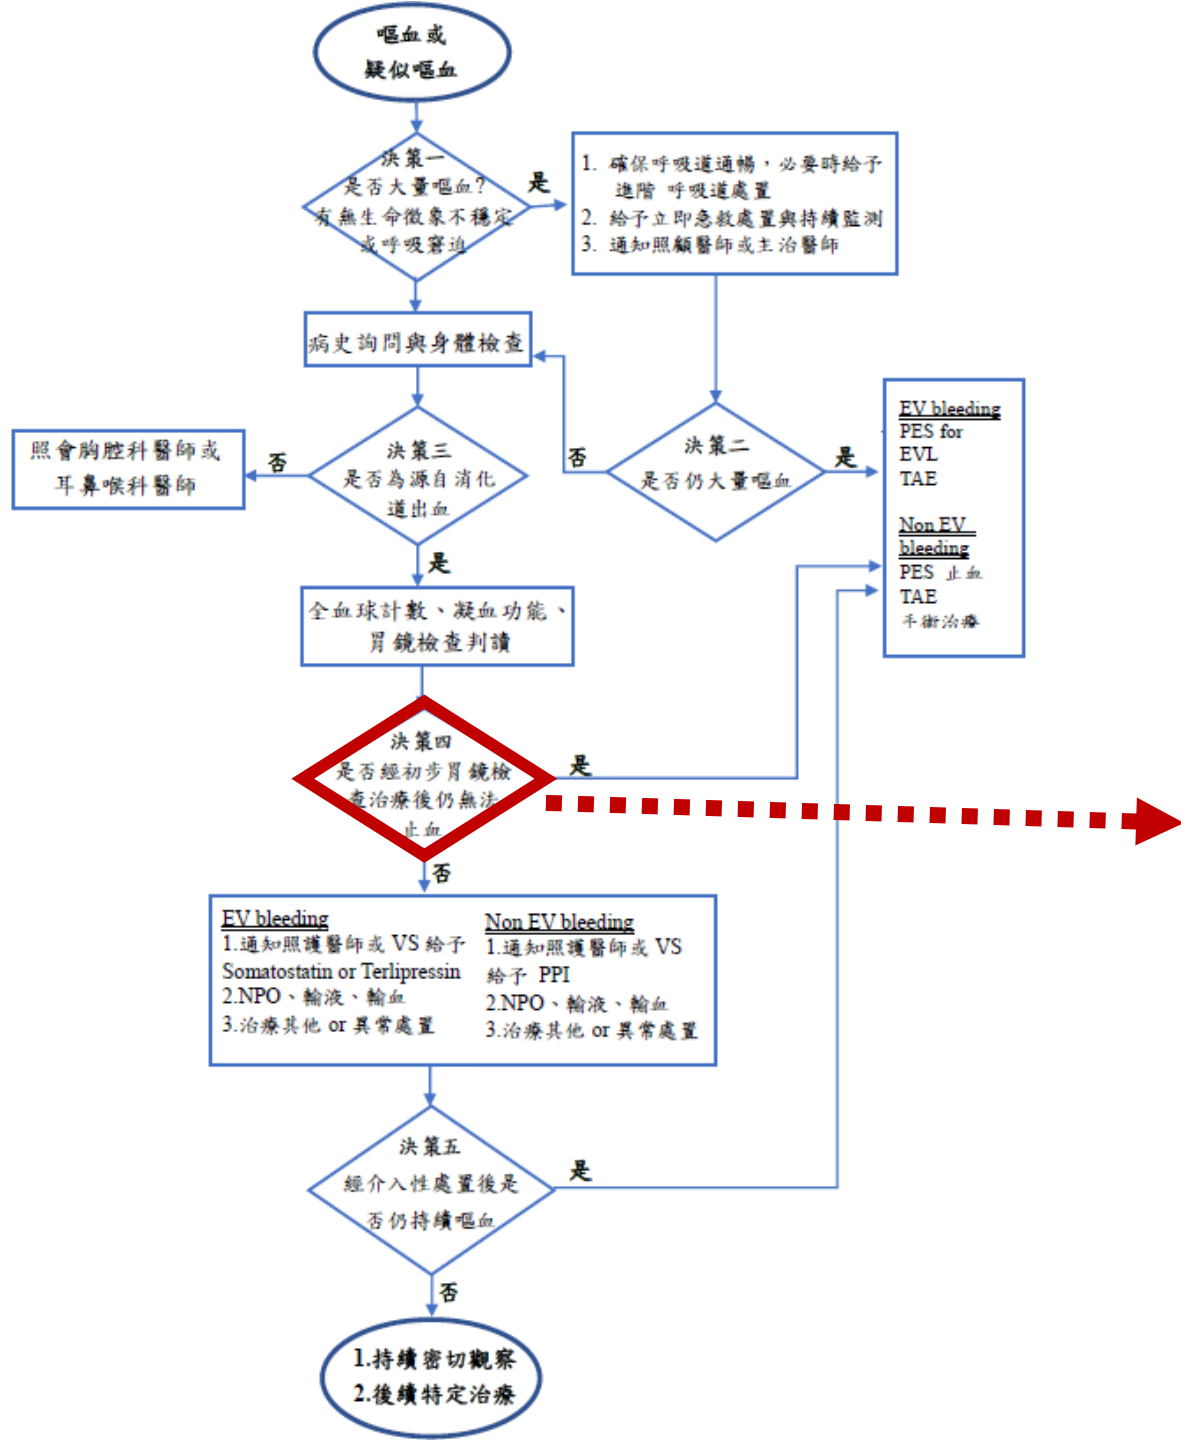 嘔血或
疑似嘔血
決策一
是否大量嘔血?
有無生命徵象不穩定
或呼吸窘迫
是
1. 確保呼吸道通暢，必要時給予
進階 呼吸道處置
2. 給予立即急救處置與持續監測
3. 通知照顧醫師或主治醫師
病史詢問與身體檢查
決策二
是否仍大量嘔血
否
是
EV bleeding
PES for
EVL
TAE
Non EV
bleeding
PES 止血
TAE
手術治療
決策三
是否為源自消化
道出血
否
照會胸腔科醫師或
耳鼻喉科醫師
是
全血球計數、凝血功能、
胃鏡檢查判讀
決策四
是否經初步胃鏡檢
查治療後仍無法
止血
是
否
EV bleeding
1.通知照護醫師或 VS 給予
Somatostatin or Terlipressin
2.NPO、輸液、輸血
3.治療其他 or 異常處置
Non EV bleeding
1.通知照護醫師或 VS
給予 PPI
2.NPO、輸液、輸血
3.治療其他 or 異常處置
決策五
經介入性處置後是
否仍持續嘔血
是
否
1.持續密切觀察
2.後續特定治療